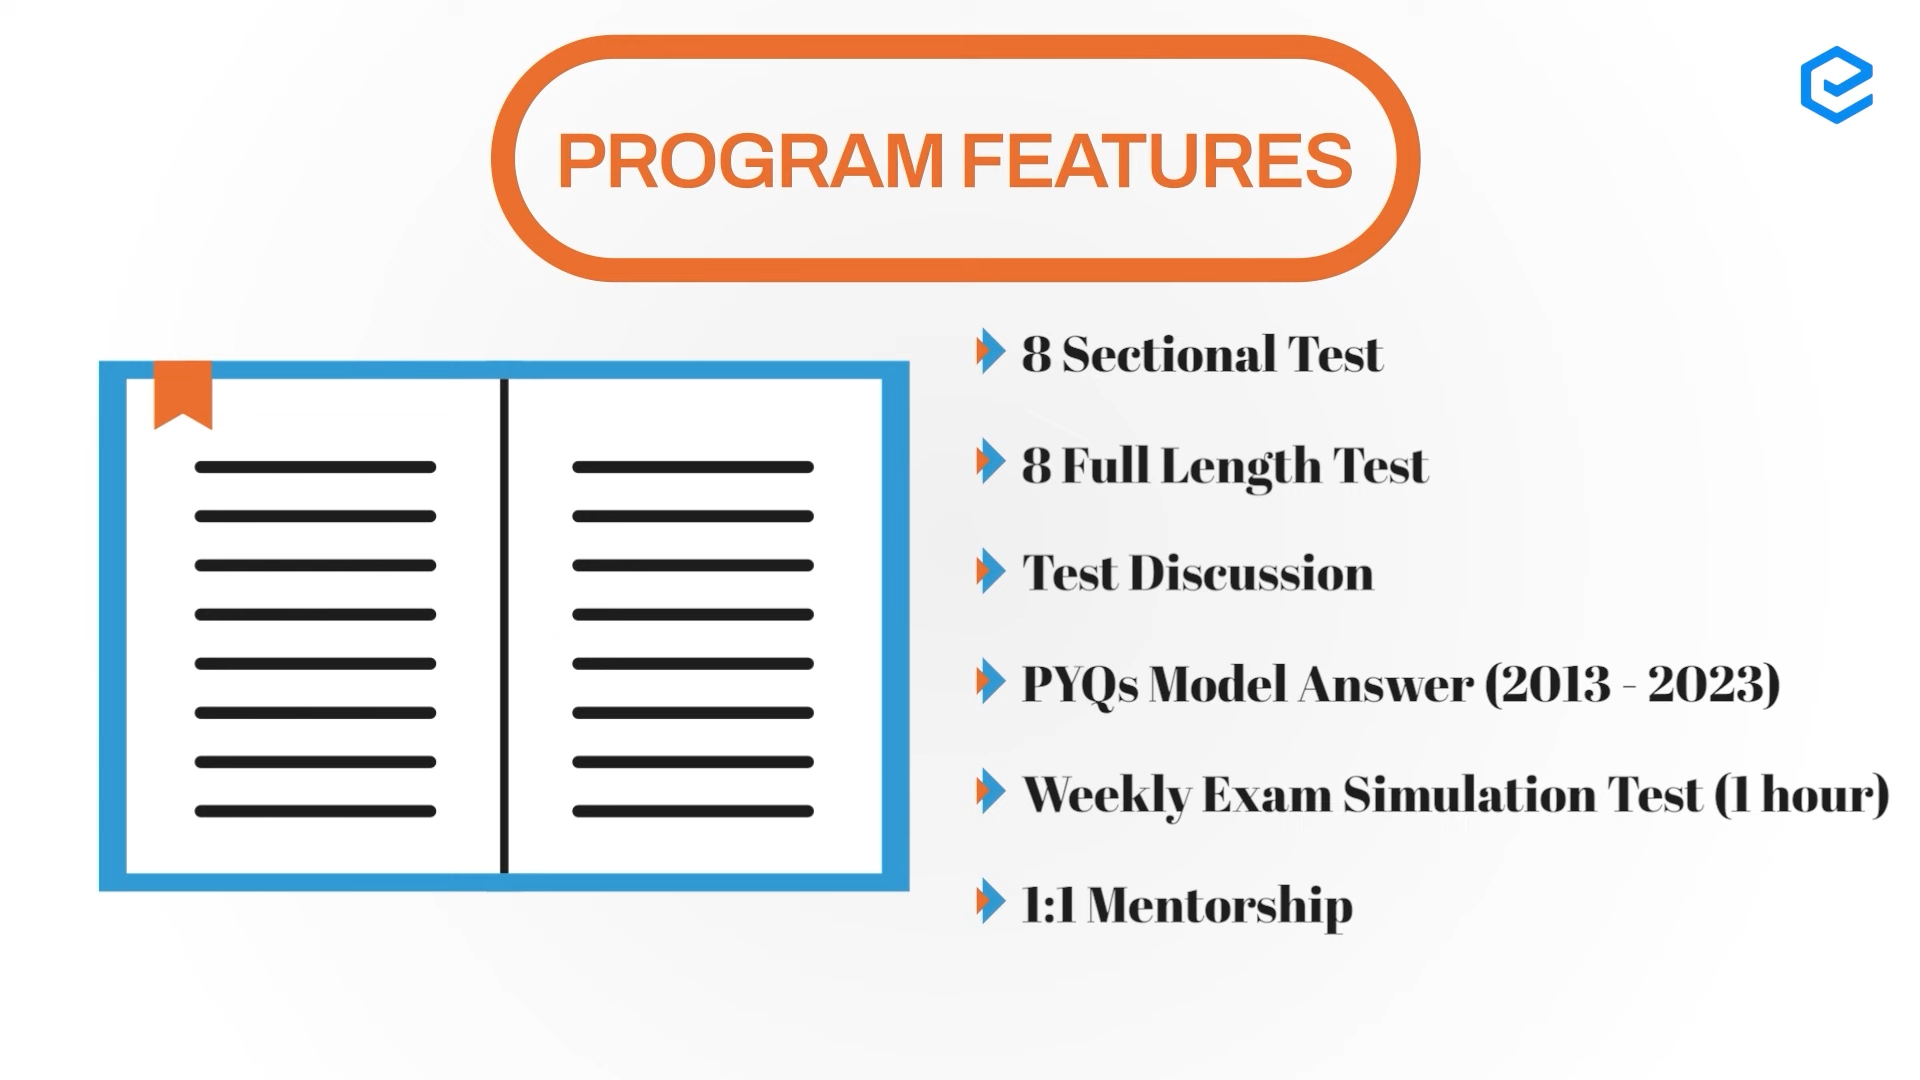 PROGRAM FEATURES
8 Sectional Test
8 Full Length Test
Test Discussion
PYQs Model Answer (2013 - 2023)
Weekly Exam Simulation Test (1 hour)
1:1 Mentorship